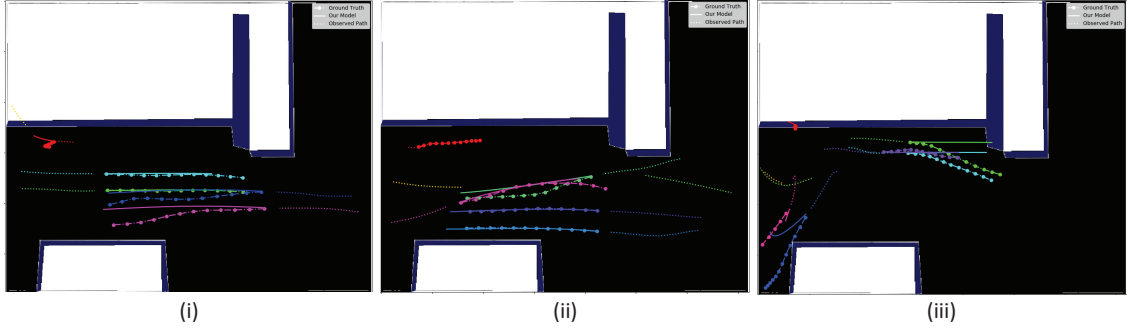 Ground Truth
Our Model
Observed Path
Ground Truth
Our Model
Observed Path
Ground Truth
Our Model
Observed Path
(i)
(ii)
(iii)